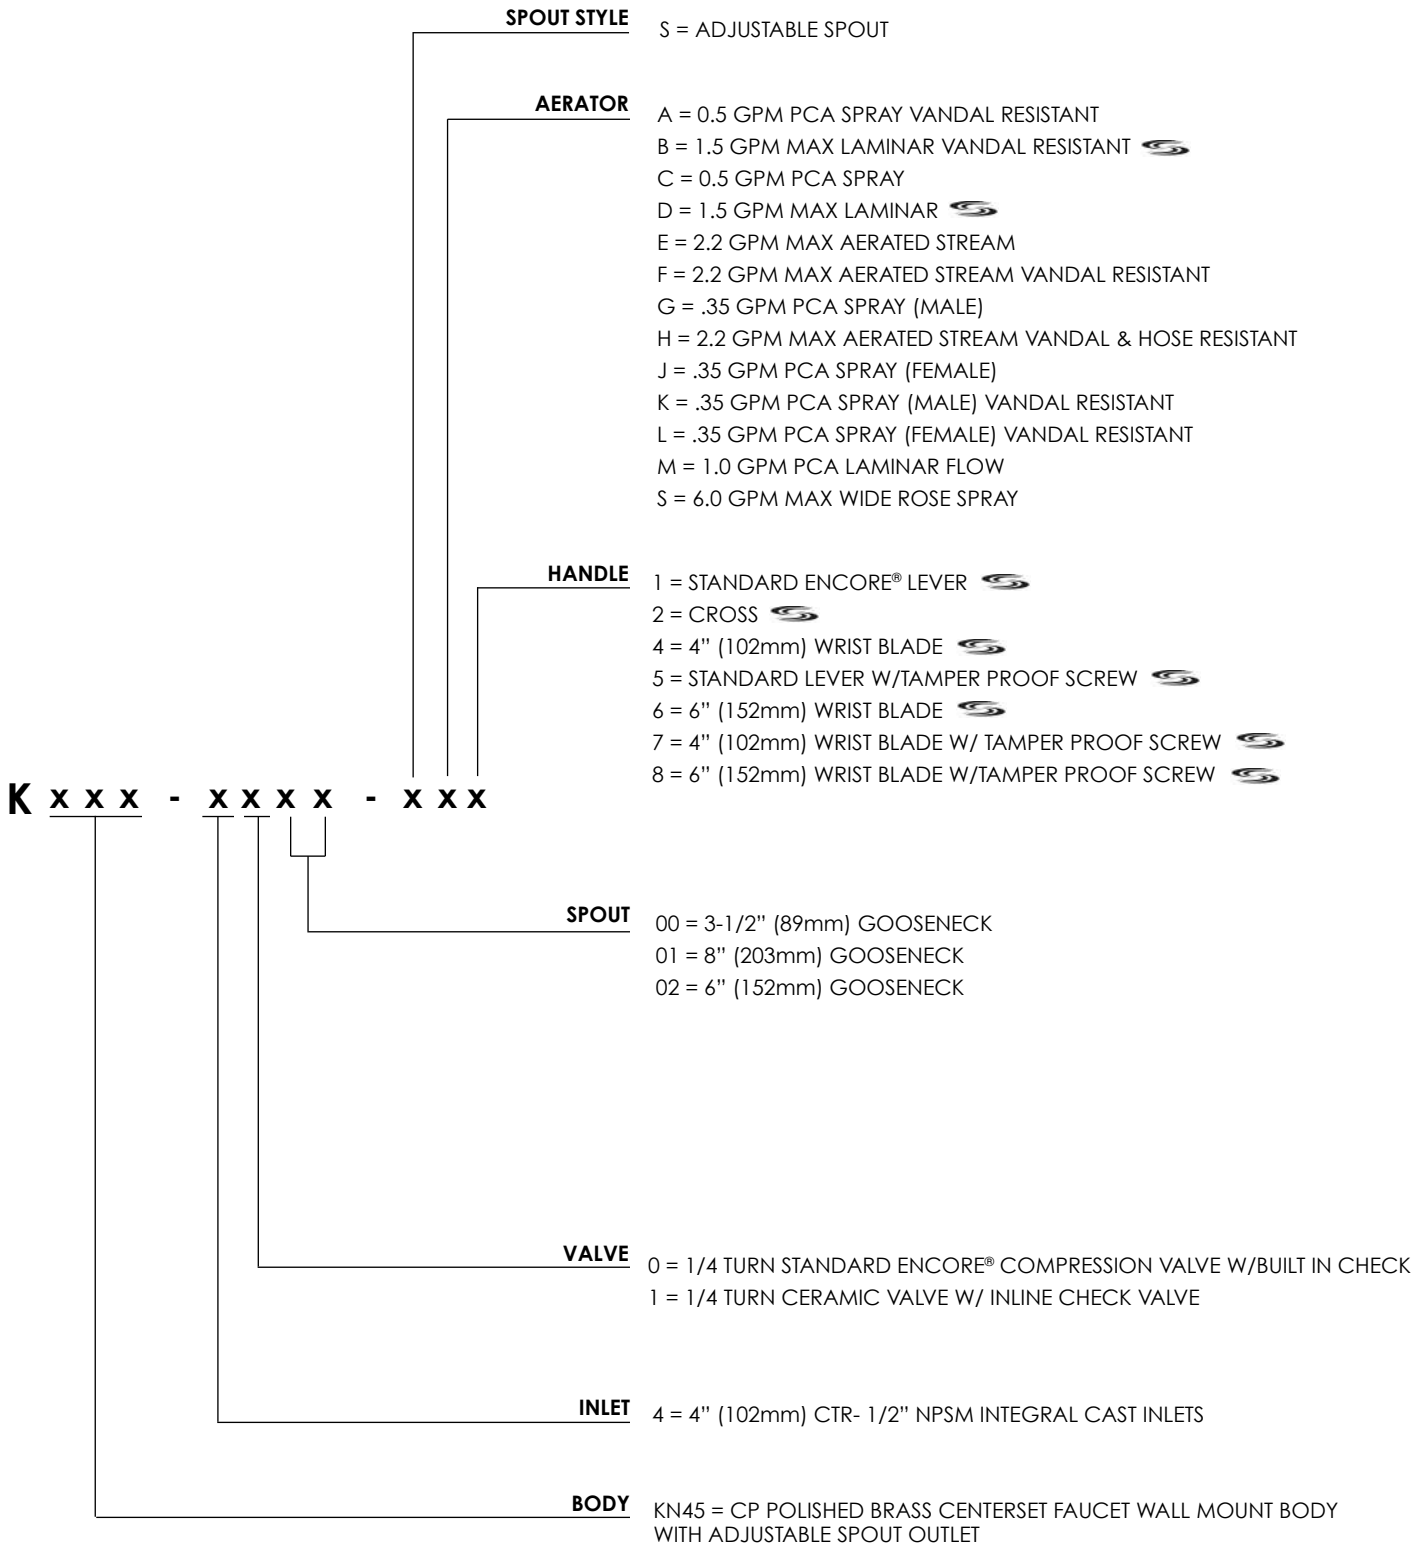 SPOUT STYLE
S = ADJUSTABLE SPOUT
AERATOR
A = 0.5 GPM PCA SPRAY VANDAL RESISTANT
B = 1.5 GPM MAX LAMINAR VANDAL RESISTANT
C = 0.5 GPM PCA SPRAY
D = 1.5 GPM MAX LAMINAR
E = 2.2 GPM MAX AERATED STREAM
F = 2.2 GPM MAX AERATED STREAM VANDAL RESISTANT
G = .35 GPM PCA SPRAY (MALE)
H = 2.2 GPM MAX AERATED STREAM VANDAL & HOSE RESISTANT
J = .35 GPM PCA SPRAY (FEMALE)
K = .35 GPM PCA SPRAY (MALE) VANDAL RESISTANT
L = .35 GPM PCA SPRAY (FEMALE) VANDAL RESISTANT
M = 1.0 GPM PCA LAMINAR FLOW
S = 6.0 GPM MAX WIDE ROSE SPRAY
HANDLE
1 = STANDARD ENCORE® LEVER
2 = CROSS
4 = 4” (102mm) WRIST BLADE
5 = STANDARD LEVER W/TAMPER PROOF SCREW
6 = 6” (152mm) WRIST BLADE
7 = 4” (102mm) WRIST BLADE W/ TAMPER PROOF SCREW
8 = 6” (152mm) WRIST BLADE W/TAMPER PROOF SCREW
K x x x - x x x x - x x x
SPOUT
00 = 3-1/2” (89mm) GOOSENECK
01 = 8” (203mm) GOOSENECK
02 = 6” (152mm) GOOSENECK
VALVE
0 = 1/4 TURN STANDARD ENCORE® COMPRESSION VALVE W/BUILT IN CHECK
1 = 1/4 TURN CERAMIC VALVE W/ INLINE CHECK VALVE
INLET
4 = 4” (102mm) CTR- 1/2” NPSM INTEGRAL CAST INLETS
BODY
KN45 = CP POLISHED BRASS CENTERSET FAUCET WALL MOUNT BODY
WITH ADJUSTABLE SPOUT OUTLET